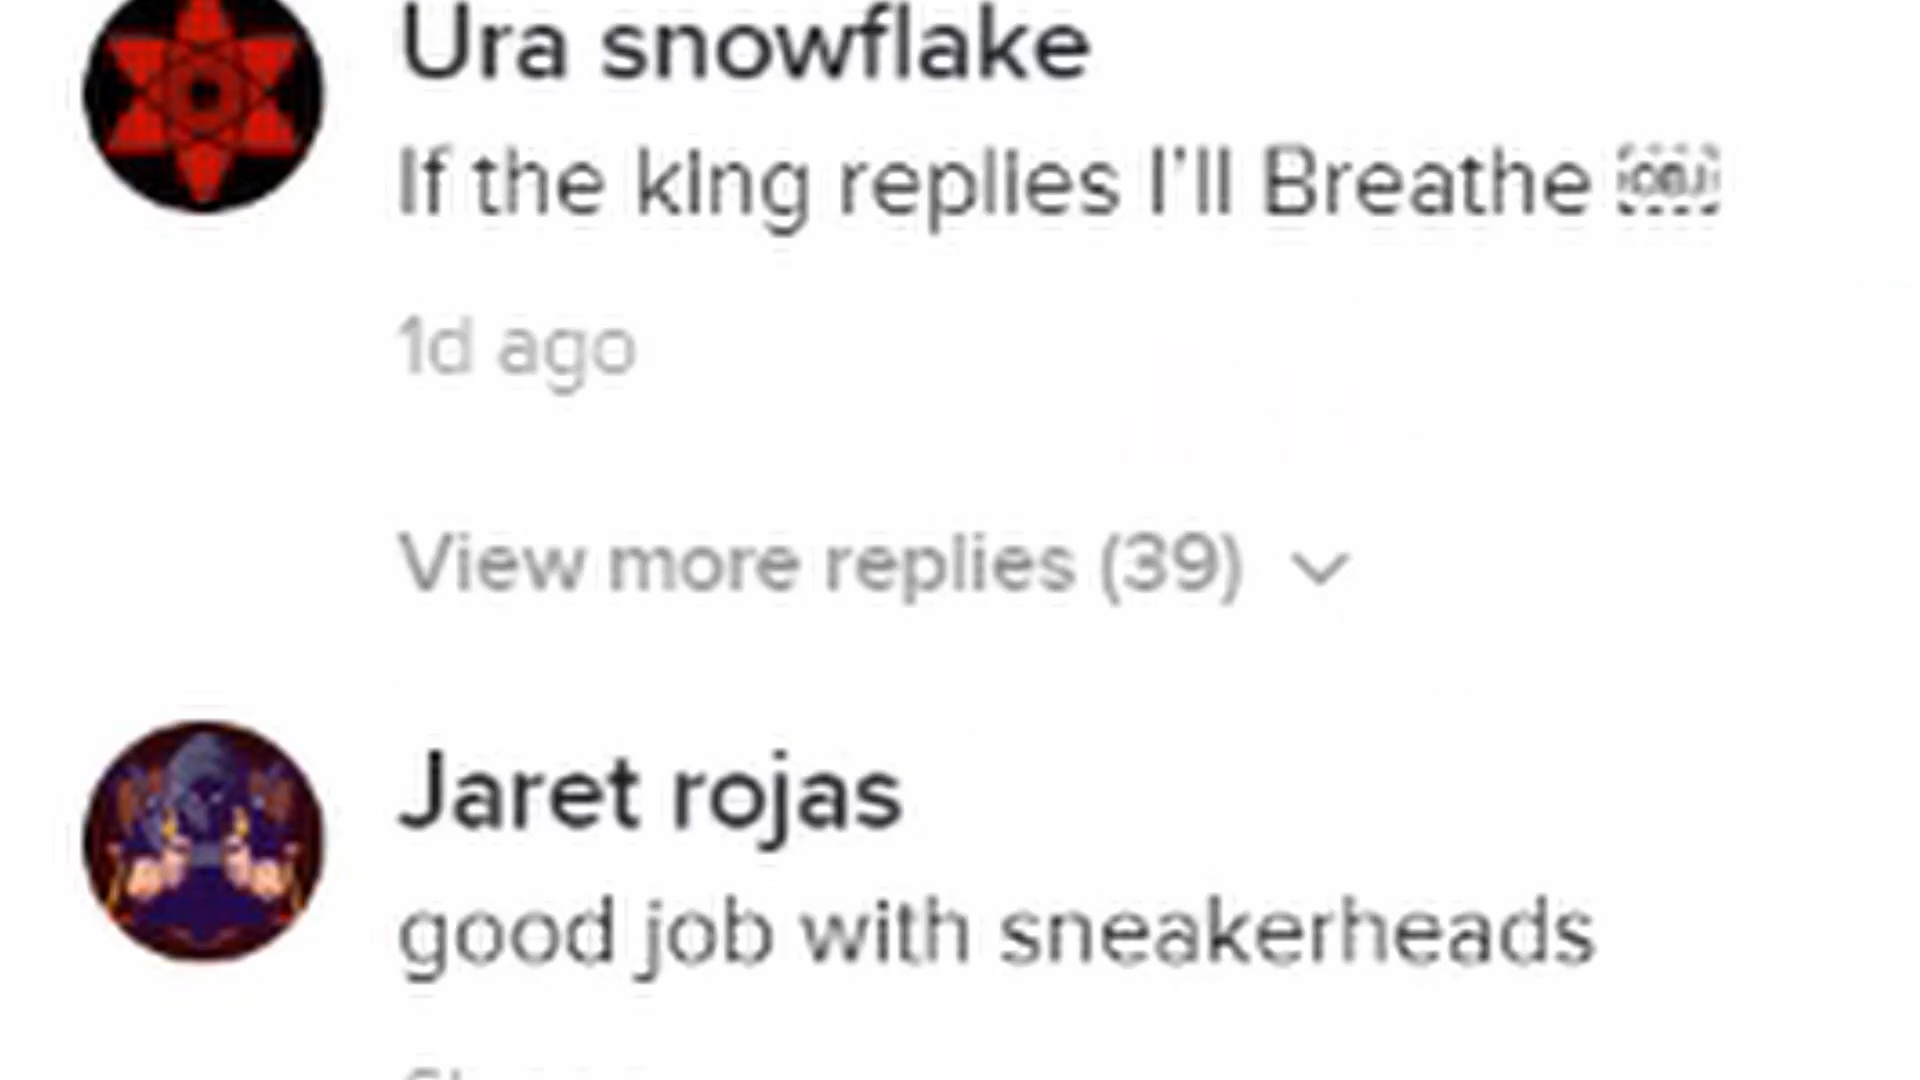 Ura snowflake
If the kIng replies I'll Breathe ￼
1d ago
View more replies (39)
Jaret rojas
good job with sneakerheads